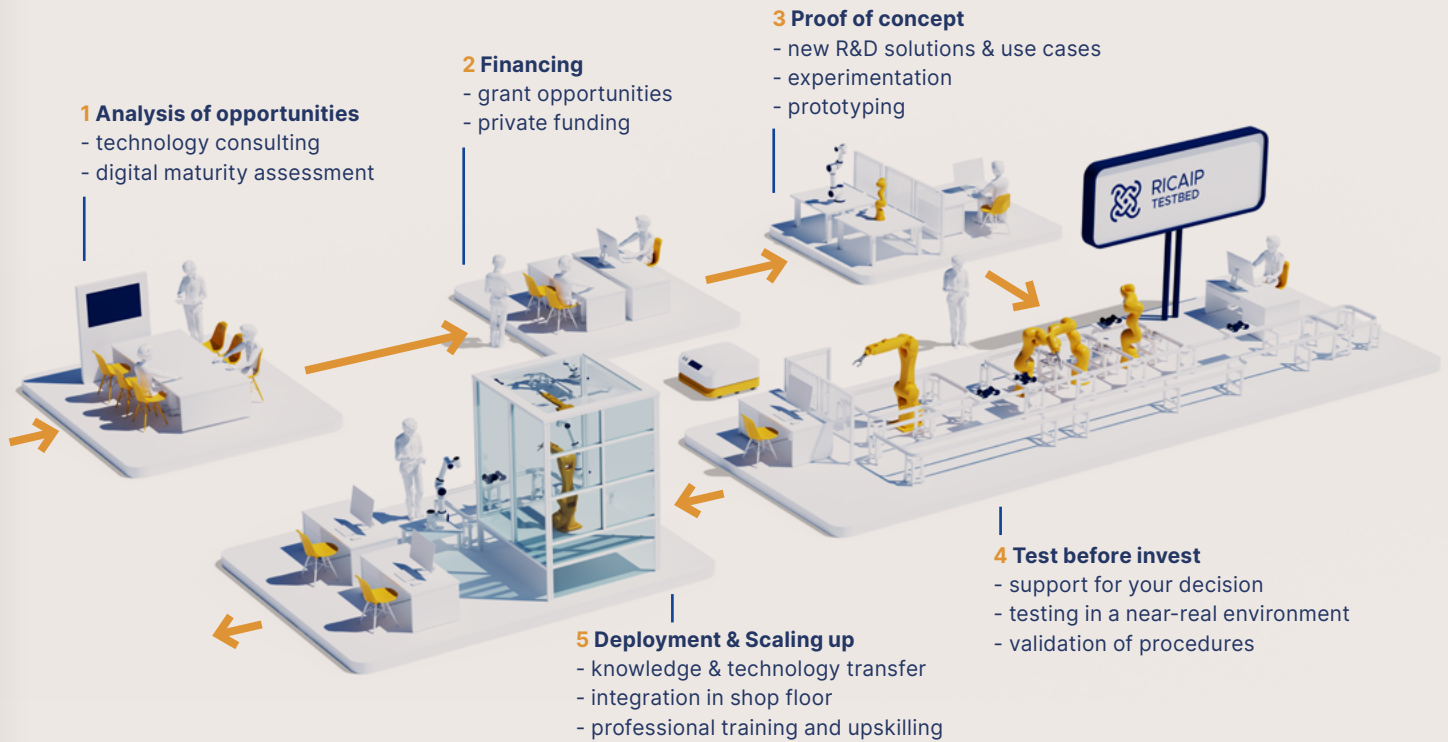 1 Analysis of opportunities
- technology consulting
- digital maturity assessment
2 Financing
- grant opportunities
- private funding
3 Proof of concept
- new R&D solutions & use cases
- experimentation
- prototyping
RICAIP
TESTBED
4 Test before invest
- support for your decision
- testing in a near-real environment
- validation of procedures
5 Deployment & Scaling up
- knowledge & technology transfer
- integration in shop floor
- professional training and upskilling